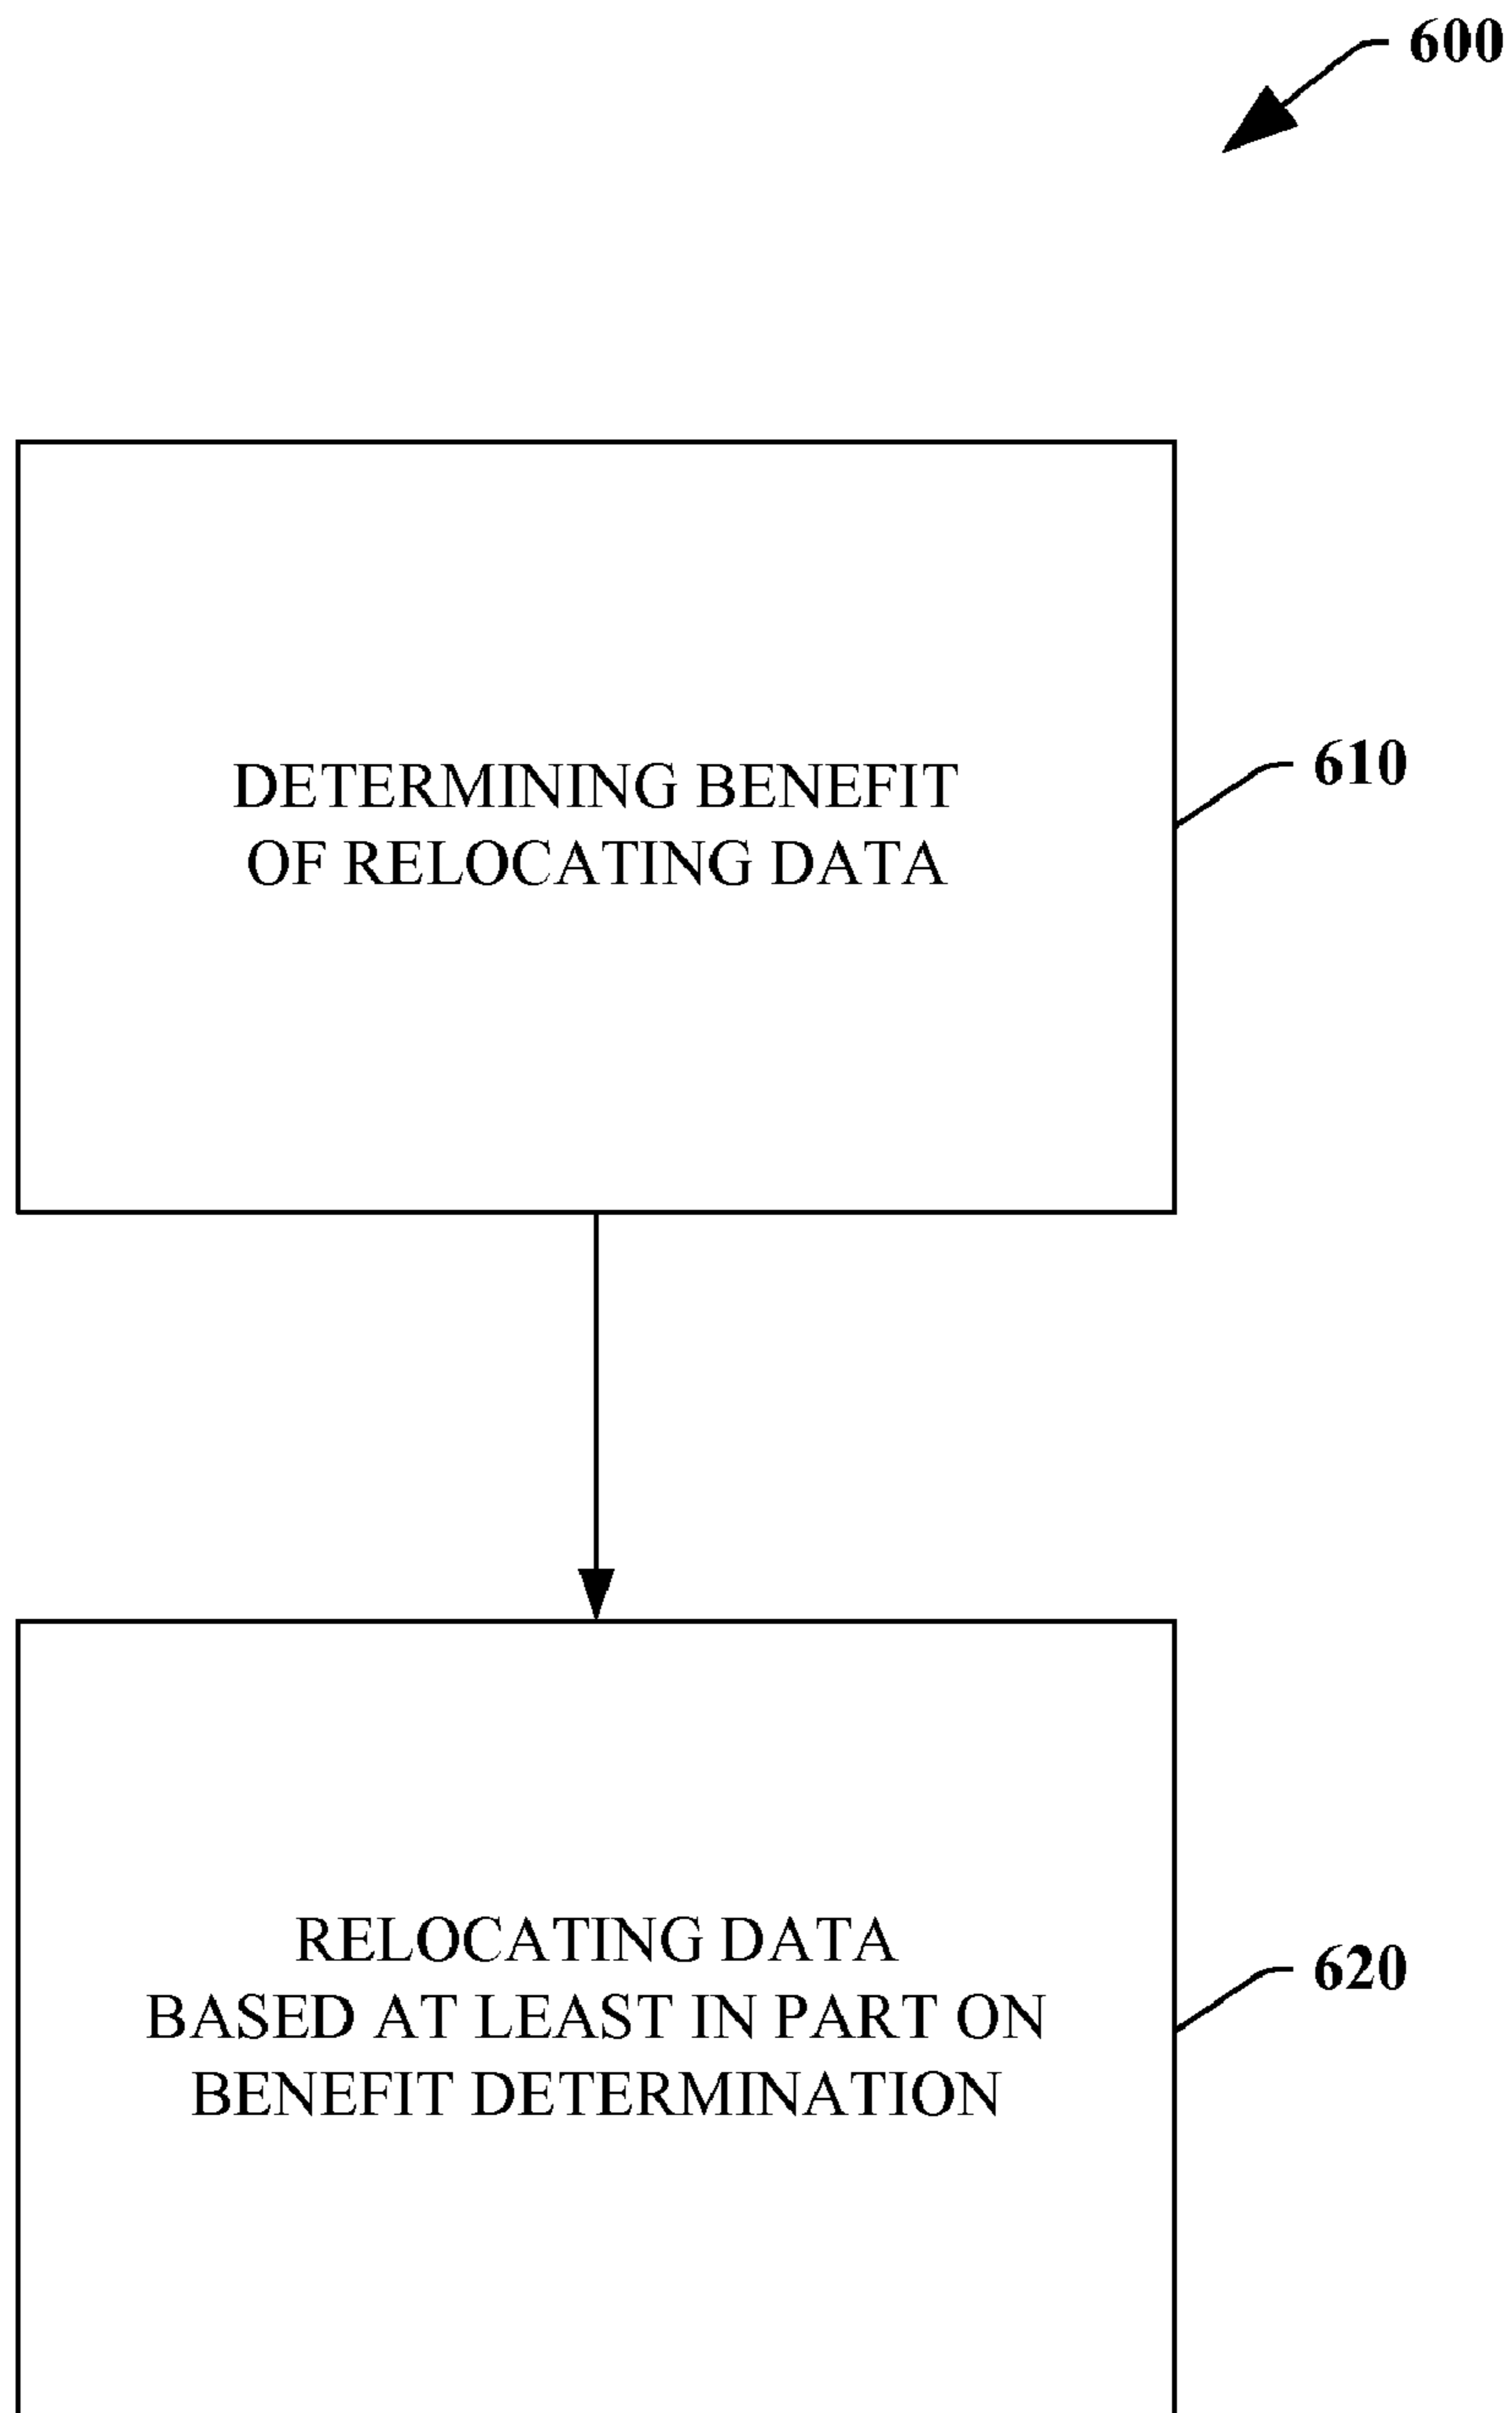 600
DETERMINING BENEFIT
OF RELOCATING DATA
610
RELOCATING DATA
BASED AT LEAST IN PART ON
BENEFIT DETERMINATION
620